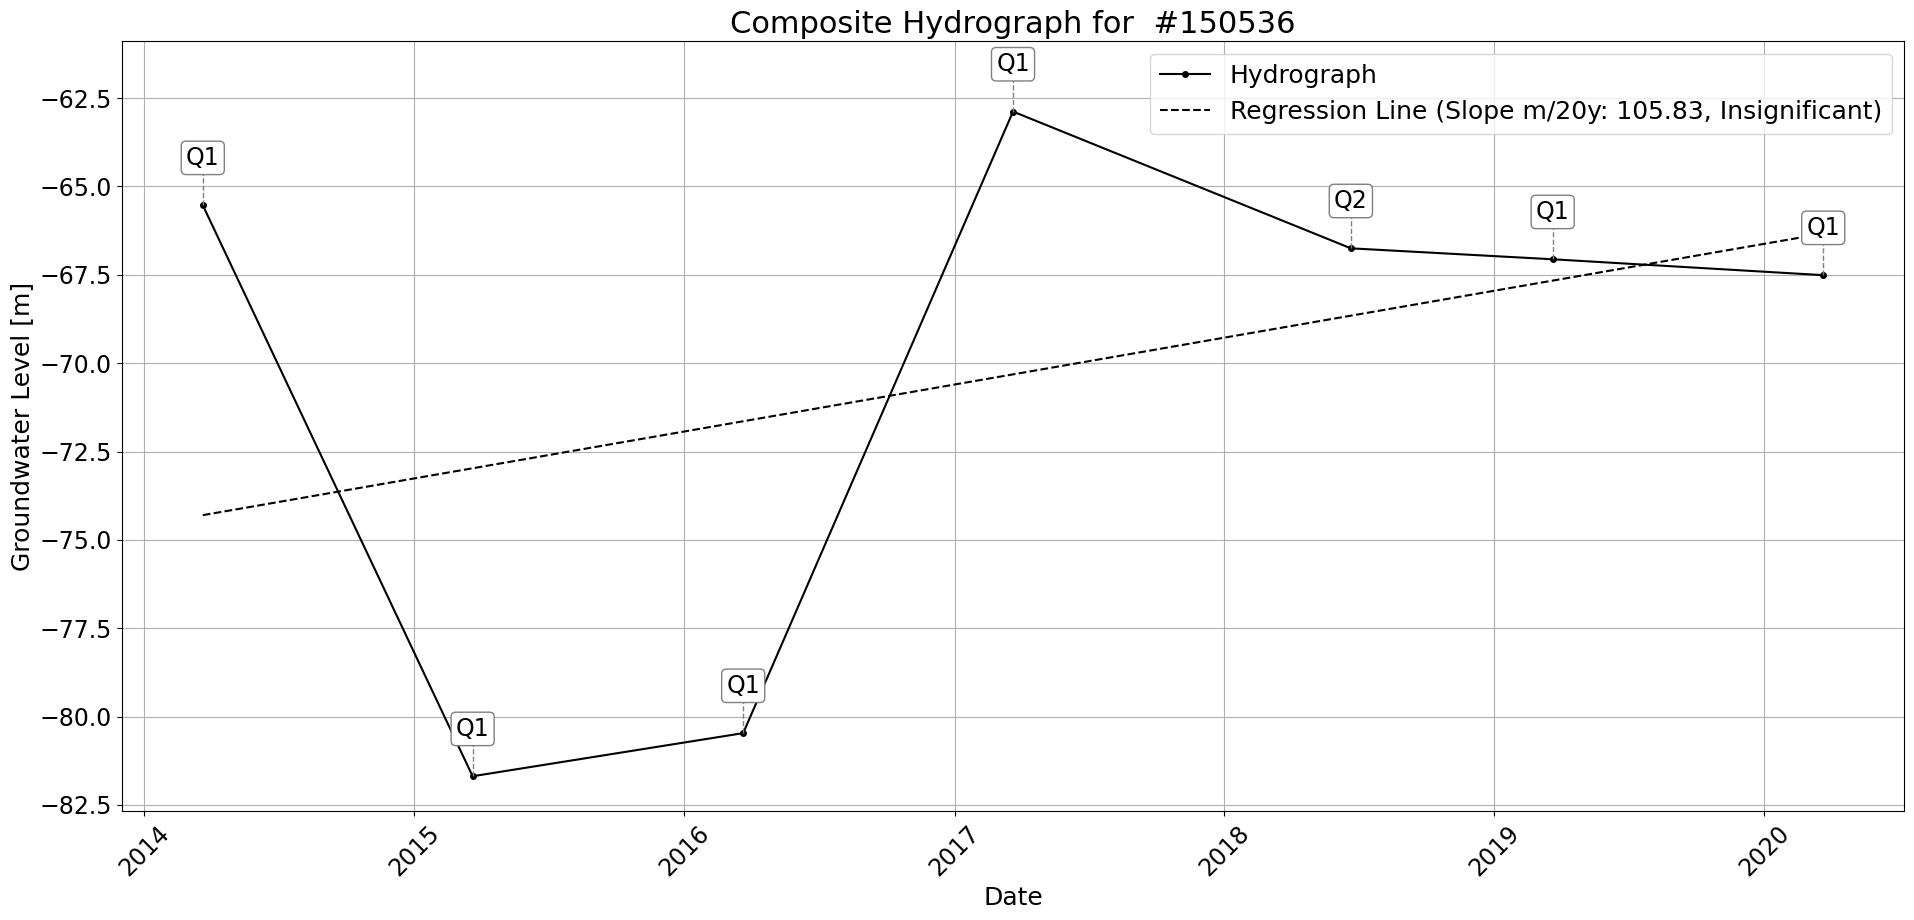 Composite Hydrograph for  #150536
Hydrograph
Regression Line (Slope m/20y: 105.83, Insignificant)
Q1
Q1
Q1
Q1
Q2
Q1
Q1
Groundwater Level [m]
−62.5
−65.0
−67.5
−70.0
−72.5
−75.0
−77.5
−80.0
−82.5
2014
2015
2016
2017
2018
2019
2020
Date